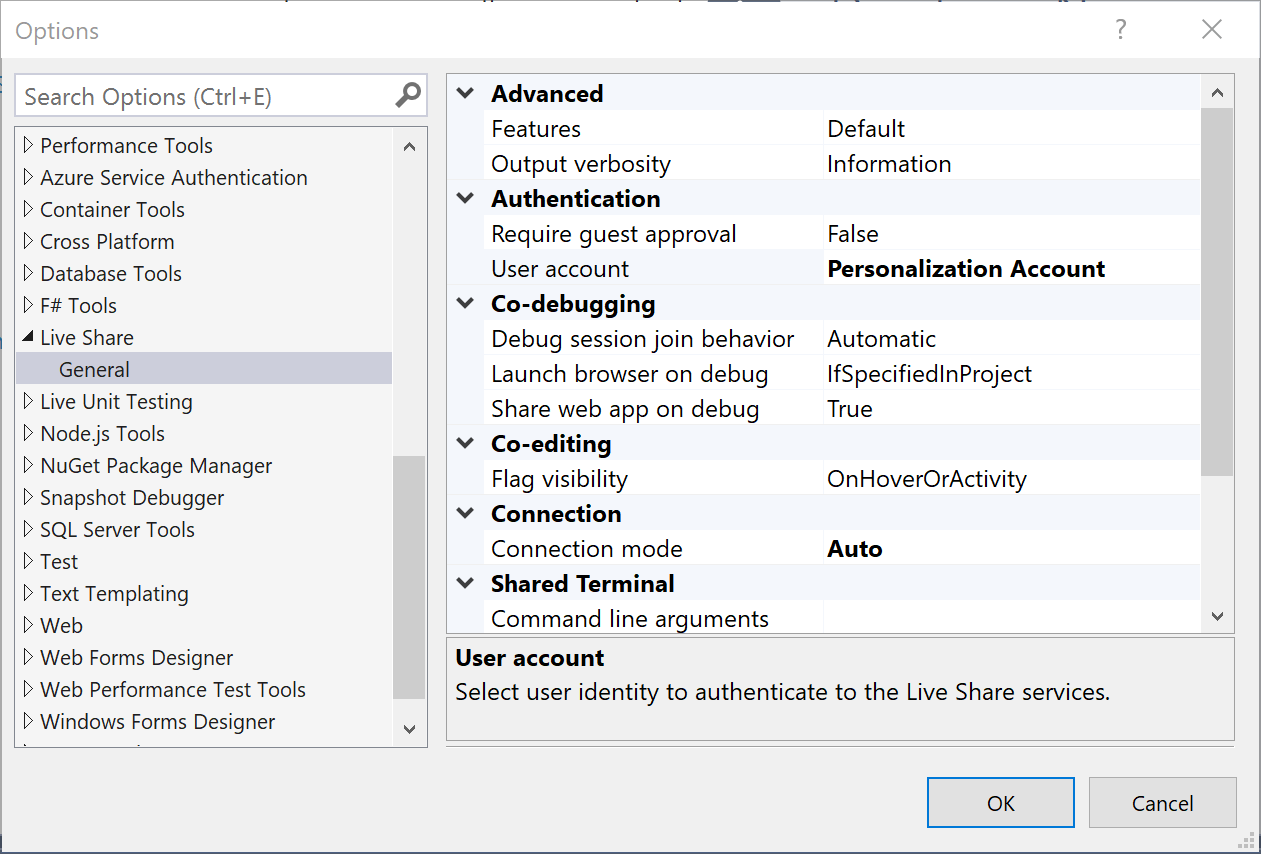 Options
?
Search Options (Ctrl+E)
Performance Tools
Azure Service Authentication
Container Tools
Cross Platform
Database Tools
F# Tools
Live Share
General
Live Unit Testing
Node.js Tools
NuGet Package Manager
Snapshot Debugger
SQL Server Tools
Test
Text Templating
Web
Web Forms Designer
Web Performance Test Tools
Windows Forms Designer
Advanced
Features Default
Output verbosity Information
Authentication
Require guest approval False
User account Personalization Account
Co-debugging
Debug session join behavior Automatic
Launch browser on debug IfSpecifiedInProject
Share web app on debug True
Co-editing
Flag visibility OnHoverOrActivity
Connection
Connection mode Auto
Shared Terminal
Command line arguments
User account
Select user identity to authenticate to the Live Share services.
OK Cancel